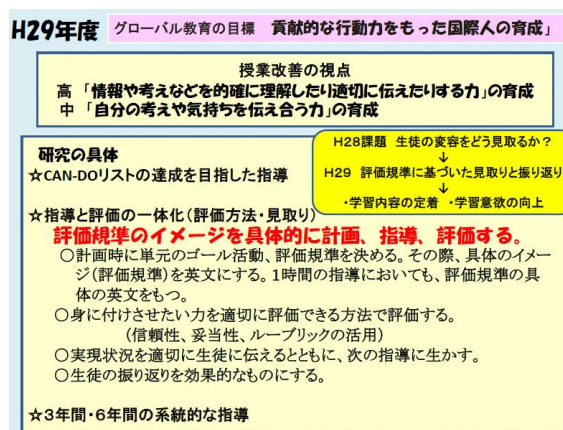 H29年度 グローバル教育の目標 貢献的な行動力をもった国際人の育成」
授業改善の視点
高 「情報や考えなどを的確に理解したり適切に伝えたりする力」の育成
中 「自分の考えや気持ちを伝え合う力」の育成
H28課題 生徒の変容をどう見取るか？
↓
H29 評価規準に基づいた見取りと振り返り
↓
・学習内容の定着 ・学習意欲の向上
研究の具体
☆CAN-DOリストの達成を目指した指導
☆指導と評価の一体化(評価方法・見取り)
評価規準のイメージを具体的に計画、指導、評価する。
○計画時に単元のゴール活動、評価規準を決める。その際、具体のイメー
ジ(評価規準)を英文にする。1時間の指導においても、評価規準の具
体の英文をもつ。
○身に付けさせたい力を適切に評価できる方法で評価する。
(信頼性、妥当性、ルーブリックの活用)
○実現状況を適切に生徒に伝えるとともに、次の指導に生かす。
○生徒の振り返りを効果的なものにする。
☆3年間・6年間の系統的な指導